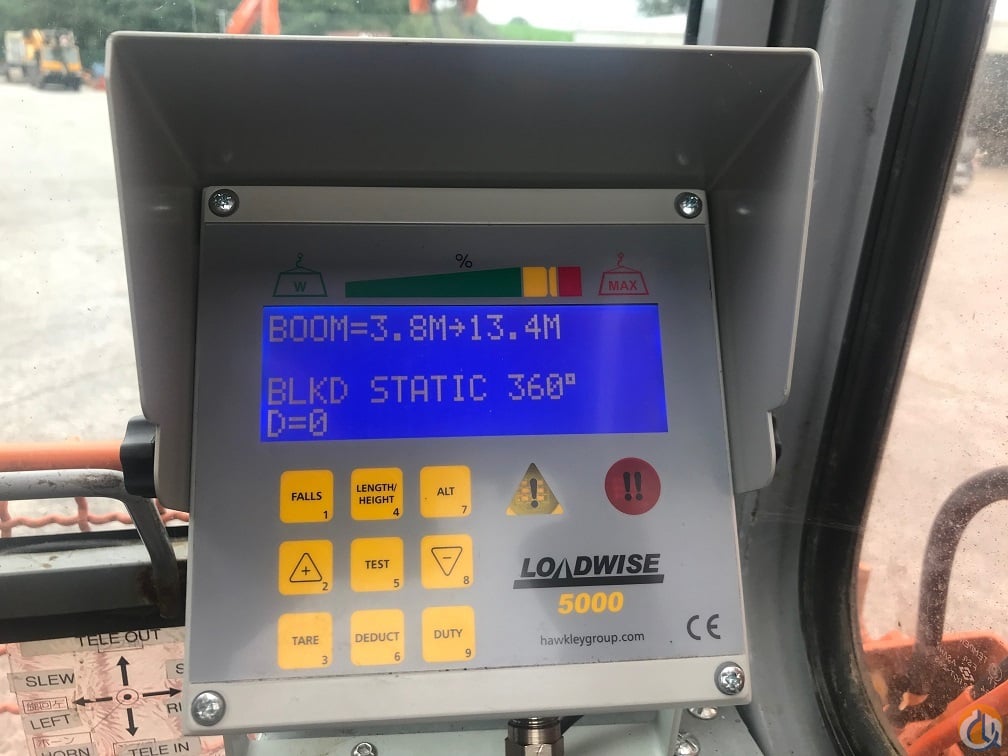 %
W
MAX
BOOM=3.8M→13.4M
BLKD STATIC 360°
D=0
FALLS 1
LENGTH/HEIGHT 4
ALT 7
!
!!
+ 2
TEST 5
− 8
LOADWISE
5000
TARE 3
DEDUCT 6
DUTY 9
hawkleygroup.com
CE
TELE OUT
SLEW
LEFT
HORN
TELE IN